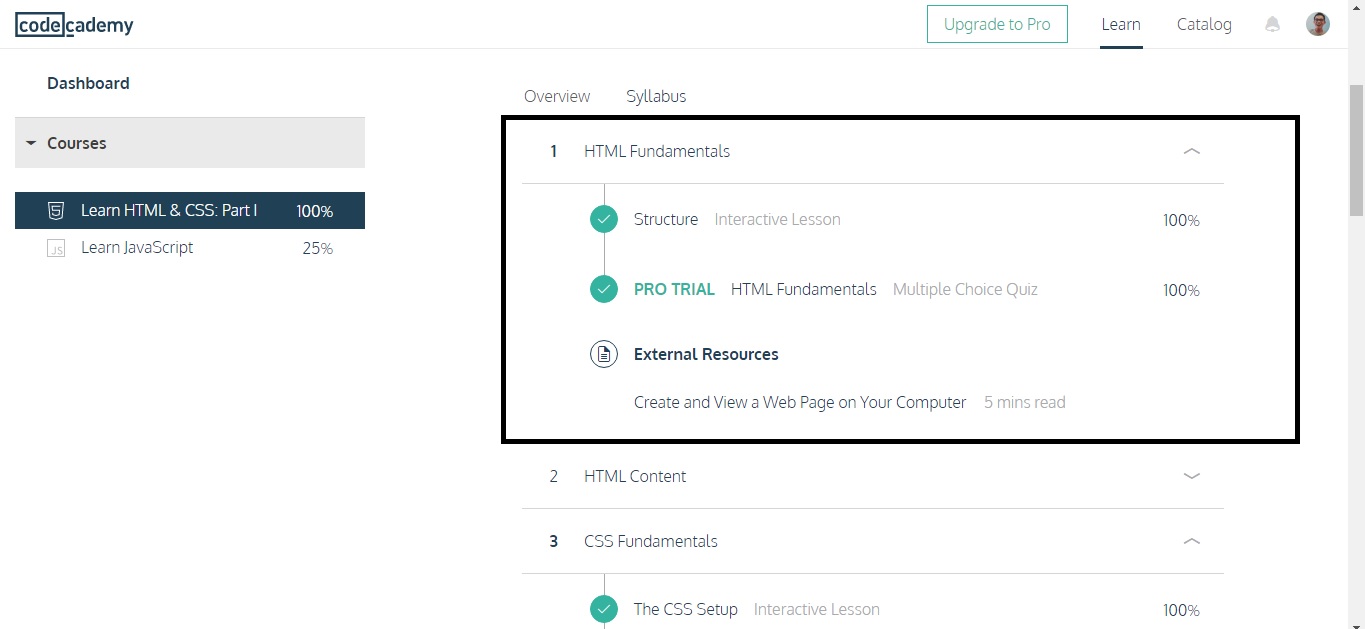 codecademy
Upgrade to Pro Learn Catalog
Dashboard
Courses
Learn HTML & CSS: Part I 100%
JS Learn JavaScript 25%
Overview Syllabus
1 HTML Fundamentals
Structure Interactive Lesson 100%
PRO TRIAL HTML Fundamentals Multiple Choice Quiz 100%
External Resources
Create and View a Web Page on Your Computer 5 mins read
2 HTML Content
3 CSS Fundamentals
The CSS Setup Interactive Lesson 100%